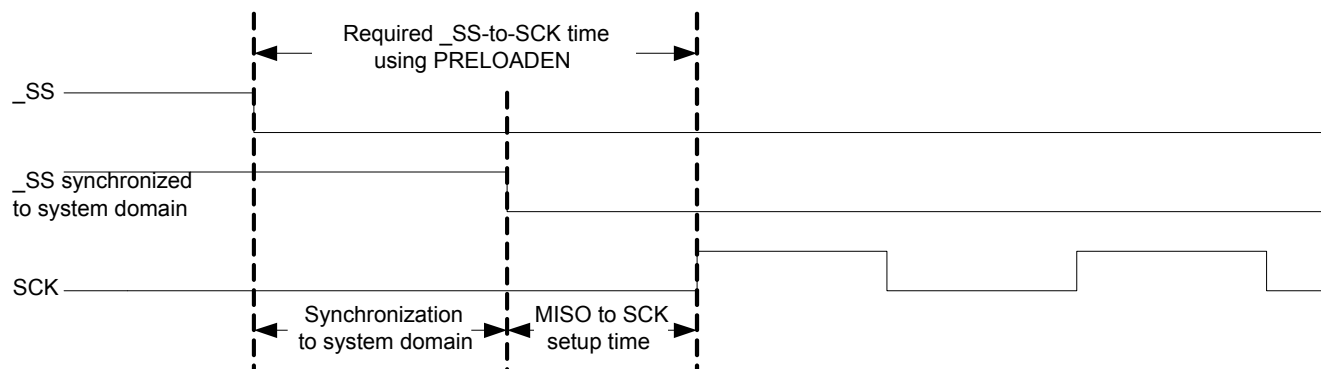 Required _SS-to-SCK time
using PRELOADEN
_SS
_SS synchronized
to system domain
SCK
Synchronization
to system domain
MISO to SCK
setup time